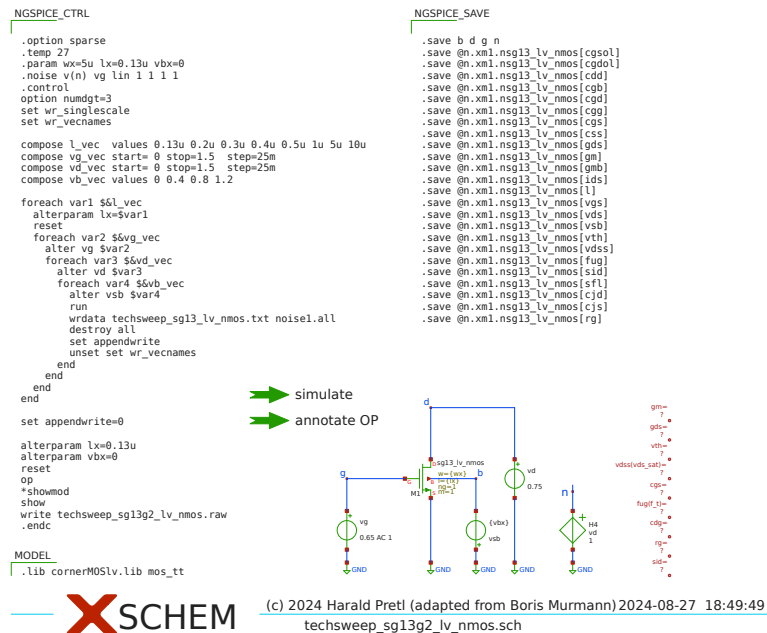 NGSPICE_CTRL
.option sparse
.temp 27
.param wx=5u lx=0.13u vbx=0
.noise v(n) vg lin 1 1 1 1
.control
option numdgt=3
set wr_singlescale
set wr_vecnames
compose l_vec  values 0.13u 0.2u 0.3u 0.4u 0.5u 1u 5u 10u
compose vg_vec start= 0 stop=1.5  step=25m
compose vd_vec start= 0 stop=1.5  step=25m
compose vb_vec values 0 0.4 0.8 1.2
foreach var1 $&l_vec
alterparam lx=$var1
reset
foreach var2 $&vg_vec
alter vg $var2
foreach var3 $&vd_vec
alter vd $var3
foreach var4 $&vb_vec
alter vsb $var4
run
wrdata techsweep_sg13_lv_nmos.txt noise1.all
destroy all
set appendwrite
unset set wr_vecnames
end
end
end
end
set appendwrite=0
alterparam lx=0.13u
alterparam vbx=0
reset
op
*showmod
show
write techsweep_sg13g2_lv_nmos.raw
.endc
MODEL
.lib cornerMOSlv.lib mos_tt
NGSPICE_SAVE
.save b d g n
.save @n.xm1.nsg13_lv_nmos[cgsol]
.save @n.xm1.nsg13_lv_nmos[cgdol]
.save @n.xm1.nsg13_lv_nmos[cdd]
.save @n.xm1.nsg13_lv_nmos[cgb]
.save @n.xm1.nsg13_lv_nmos[cgd]
.save @n.xm1.nsg13_lv_nmos[cgg]
.save @n.xm1.nsg13_lv_nmos[cgs]
.save @n.xm1.nsg13_lv_nmos[css]
.save @n.xm1.nsg13_lv_nmos[gds]
.save @n.xm1.nsg13_lv_nmos[gm]
.save @n.xm1.nsg13_lv_nmos[gmb]
.save @n.xm1.nsg13_lv_nmos[ids]
.save @n.xm1.nsg13_lv_nmos[l]
.save @n.xm1.nsg13_lv_nmos[vgs]
.save @n.xm1.nsg13_lv_nmos[vds]
.save @n.xm1.nsg13_lv_nmos[vsb]
.save @n.xm1.nsg13_lv_nmos[vth]
.save @n.xm1.nsg13_lv_nmos[vdss]
.save @n.xm1.nsg13_lv_nmos[fug]
.save @n.xm1.nsg13_lv_nmos[sid]
.save @n.xm1.nsg13_lv_nmos[sfl]
.save @n.xm1.nsg13_lv_nmos[cjd]
.save @n.xm1.nsg13_lv_nmos[cjs]
.save @n.xm1.nsg13_lv_nmos[rg]
simulate
annotate OP
d
sg13_lv_nmos
w={wx}
l={lx}
ng=1
m=1
M1
g
b
vg
0.65 AC 1
{vbx}
vsb
vd
0.75
n
H4
vd
1
GND
GND
GND
GND
GND
gm=
?
gds=
?
vth=
?
vdss(vds_sat)=
?
cgs=
?
fug(f_t)=
?
cdg=
?
rg=
?
sid=
?
XSCHEM
(c) 2024 Harald Pretl (adapted from Boris Murmann) 2024-08-27  18:49:49
techsweep_sg13g2_lv_nmos.sch